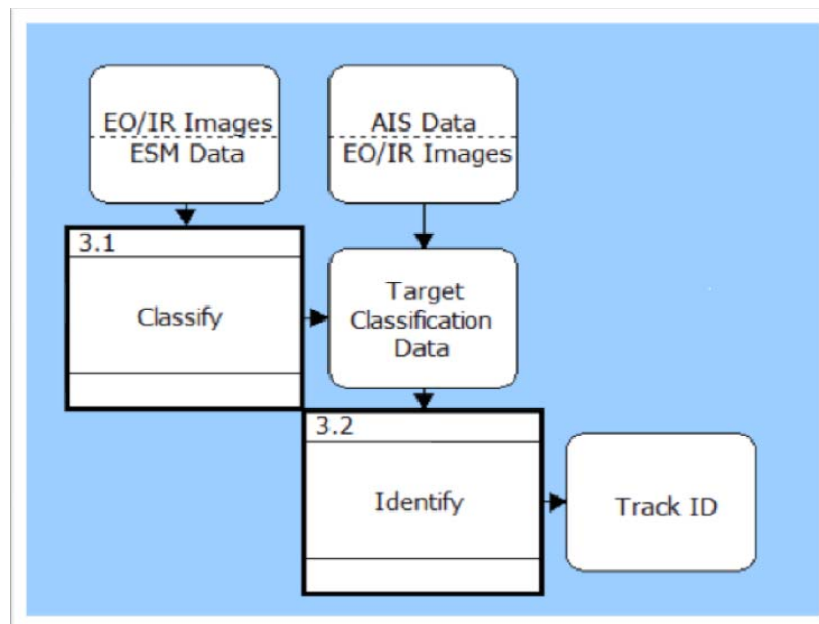 EO/IR Images
ESM Data
AIS Data
EO/IR Images
3.1
Classify
Target
Classification
Data
3.2
Identify
Track ID